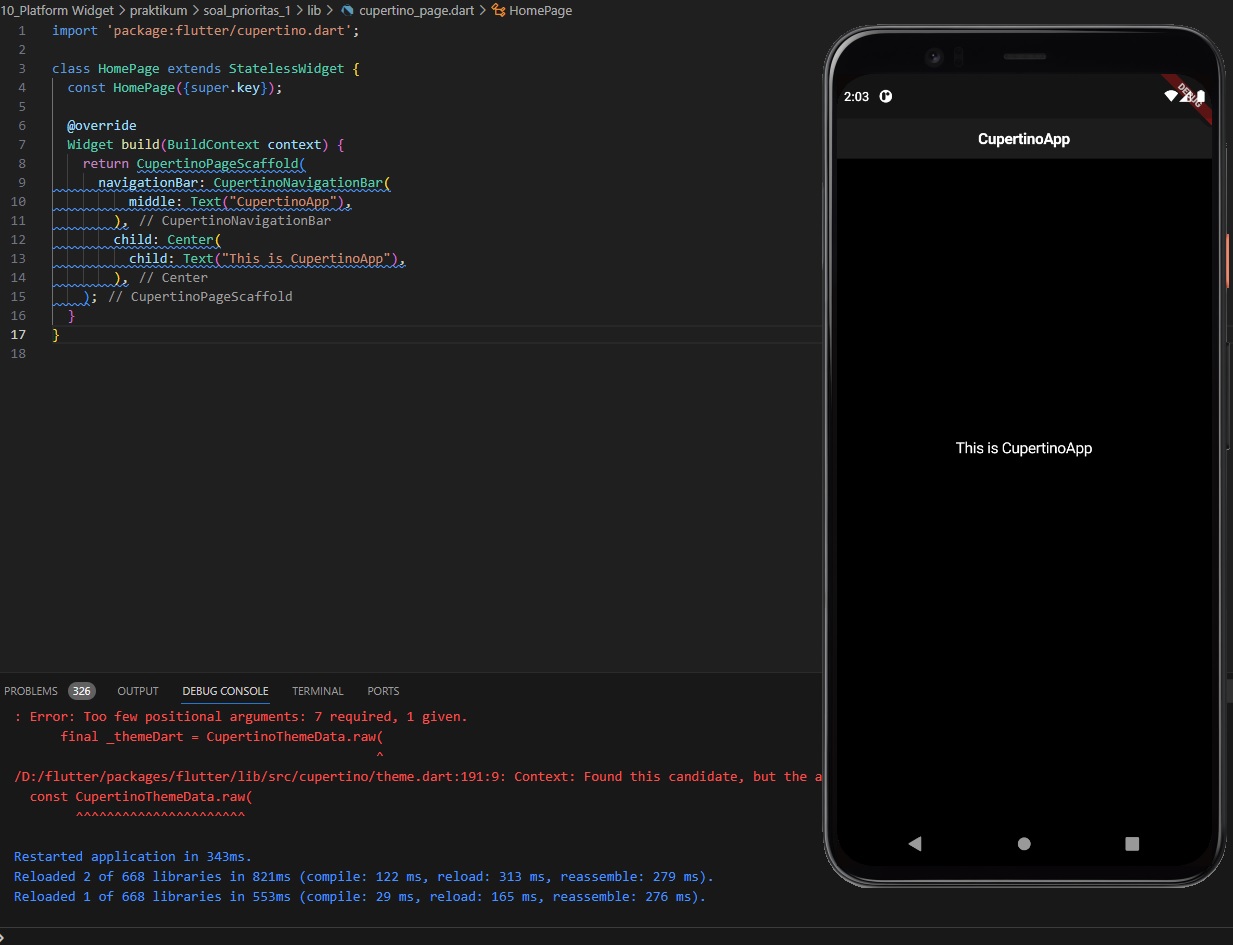 10_Platform Widget > praktikum > soal_prioritas_1 > lib > cupertino_page.dart > HomePage
1 import 'package:flutter/cupertino.dart';
2
3 class HomePage extends StatelessWidget {
4 const HomePage({super.key});
5
6 @override
7 Widget build(BuildContext context) {
8 return CupertinoPageScaffold(
9 navigationBar: CupertinoNavigationBar(
10 middle: Text("CupertinoApp"),
11 ), // CupertinoNavigationBar
12 child: Center(
13 child: Text("This is CupertinoApp"),
14 ), // Center
15 ); // CupertinoPageScaffold
16 }
17 }
18
PROBLEMS 326 OUTPUT DEBUG CONSOLE TERMINAL PORTS
: Error: Too few positional arguments: 7 required, 1 given.
final _themeDart = CupertinoThemeData.raw(
^
/D:/flutter/packages/flutter/lib/src/cupertino/theme.dart:191:9: Context: Found this candidate, but the a
const CupertinoThemeData.raw(
^^^^^^^^^^^^^^^^^^^^^^
Restarted application in 343ms.
Reloaded 2 of 668 libraries in 821ms (compile: 122 ms, reload: 313 ms, reassemble: 279 ms).
Reloaded 1 of 668 libraries in 553ms (compile: 29 ms, reload: 165 ms, reassemble: 276 ms).
2:03
DEBUG
CupertinoApp
This is CupertinoApp